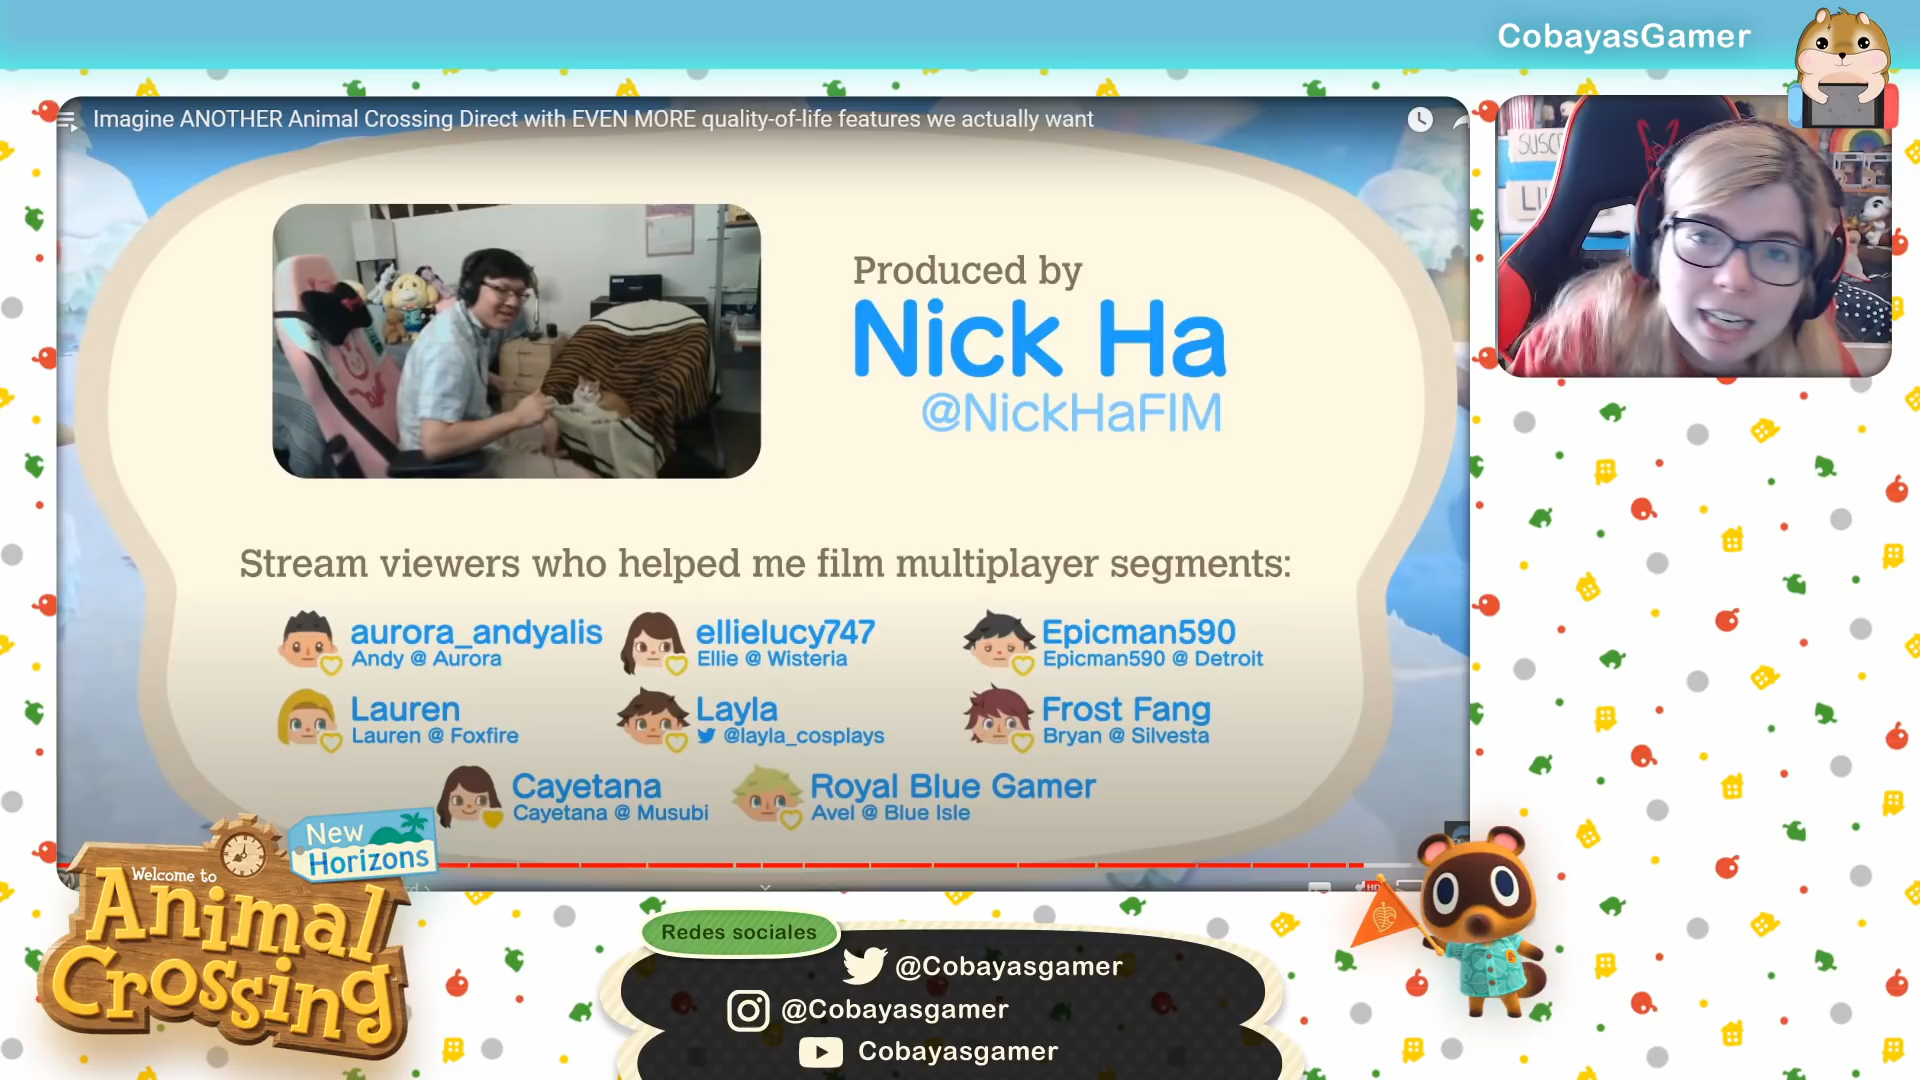 CobayasGamer
Imagine ANOTHER Animal Crossing Direct with EVEN MORE quality-of-life features we actually want
Produced by
Nick Ha
@NickHaFIM
Stream viewers who helped me film multiplayer segments:
aurora_andyalis
Andy @ Aurora
ellielucy747
Ellie @ Wisteria
Epicman590
Epicman590 @ Detroit
Lauren
Lauren @ Foxfire
Layla
@layla_cosplays
Frost Fang
Bryan @ Silvesta
Cayetana
Cayetana @ Musubi
Royal Blue Gamer
Avel @ Blue Isle
New
Horizons
Welcome to
Animal
Crossing
HD
Redes sociales
@Cobayasgamer
@Cobayasgamer
Cobayasgamer